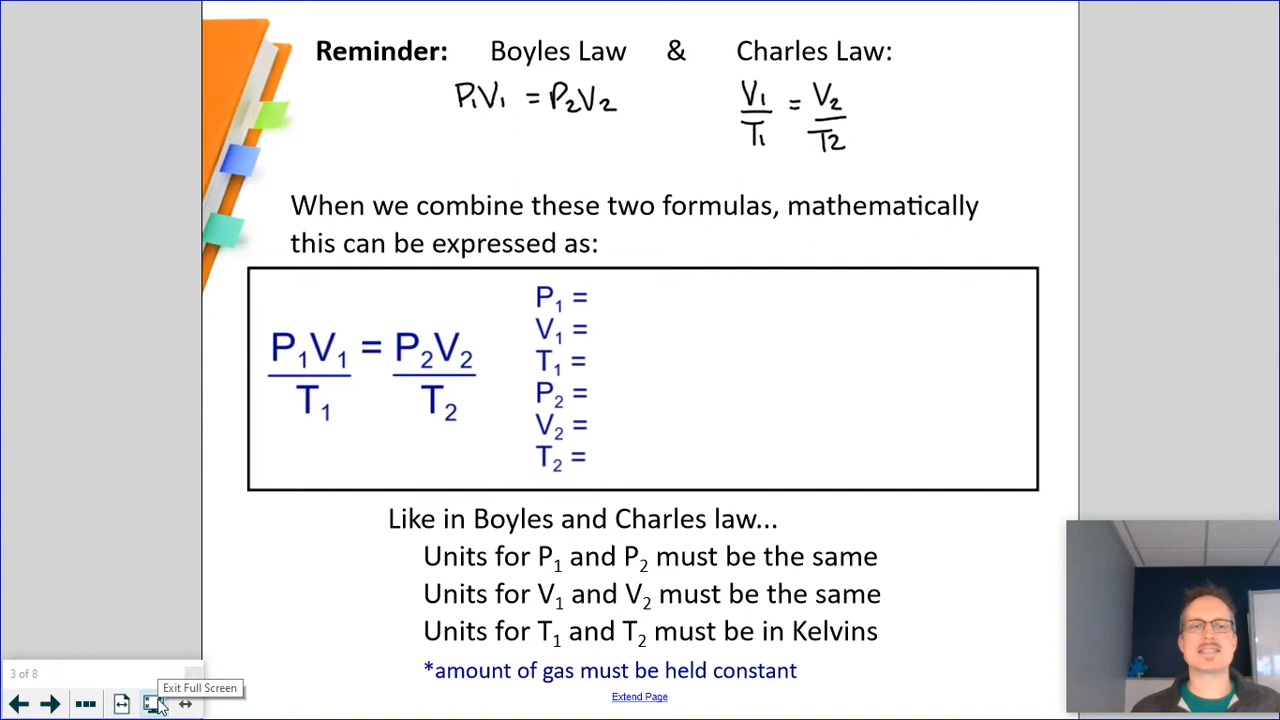 Reminder: Boyles Law & Charles Law:
P1V1 = P2V2
V1 = V2
T1 T2
When we combine these two formulas, mathematically
this can be expressed as:
P1V1 = P2V2
T1 T2
P1 =
V1 =
T1 =
P2 =
V2 =
T2 =
Like in Boyles and Charles law...
Units for P1 and P2 must be the same
Units for V1 and V2 must be the same
Units for T1 and T2 must be in Kelvins
*amount of gas must be held constant
Extend Page
3 of 8
Exit Full Screen